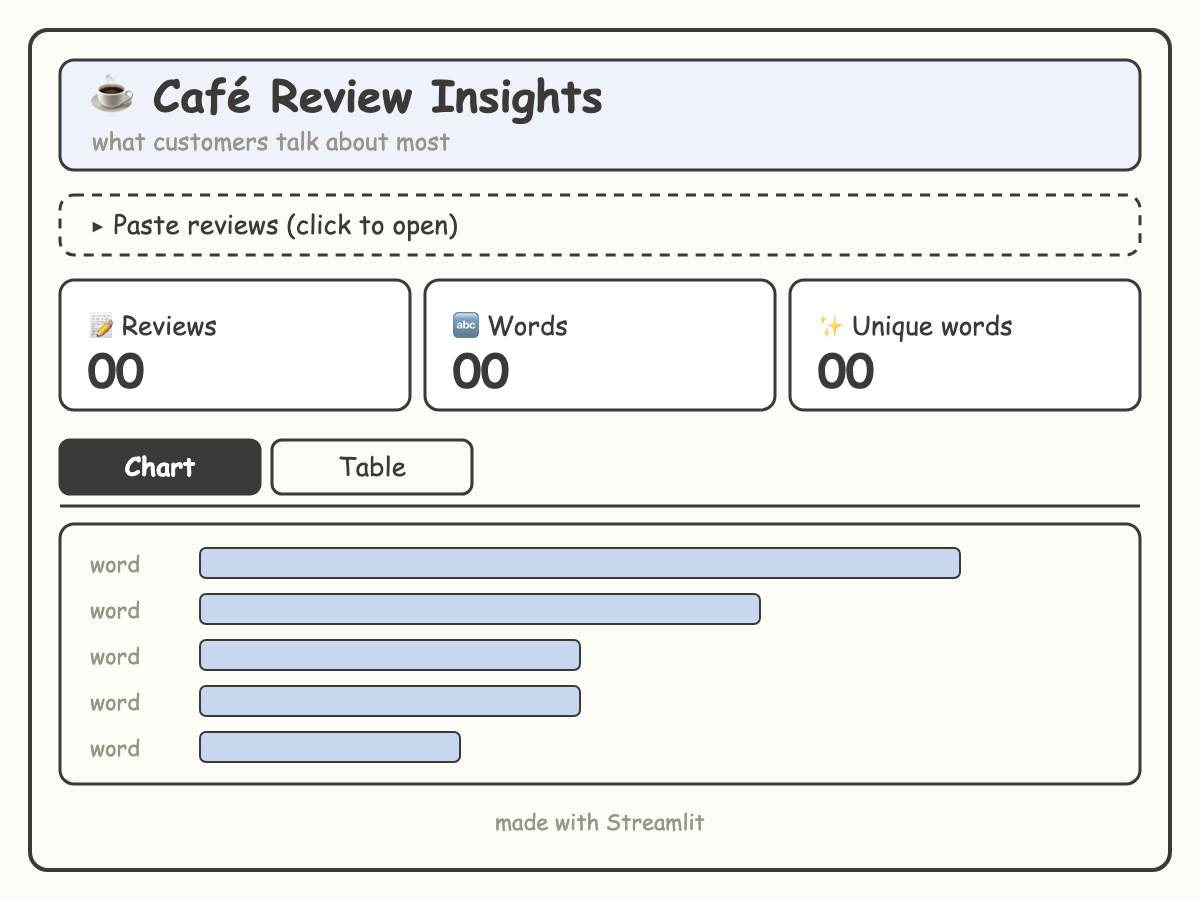 ☕ Café Review Insights
what customers talk about most
▸ Paste reviews (click to open)
📝 Reviews
00
🔤 Words
00
✨ Unique words
00
Chart
Table
word
word
word
word
word
made with Streamlit